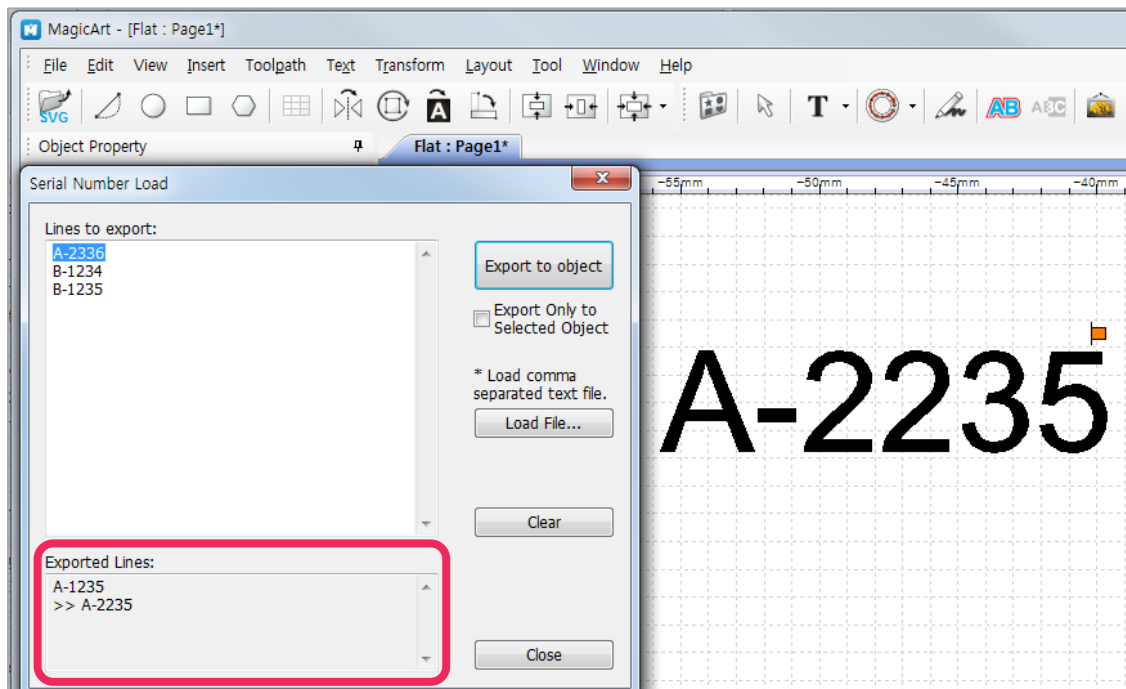 MagicArt - [Flat : Page1*]
File Edit View Insert Toolpath Text Transform Layout Tool Window Help
SVG A T AB ABC
Object Property
Flat : Page1*
Serial Number Load
-55mm -50mm -45mm -40mm
Lines to export:
A-2336
B-1234
B-1235
Export to object
Export Only to
Selected Object
* Load comma
separated text file.
Load File...
Clear
Exported Lines:
A-1235
>> A-2235
Close
A-2235